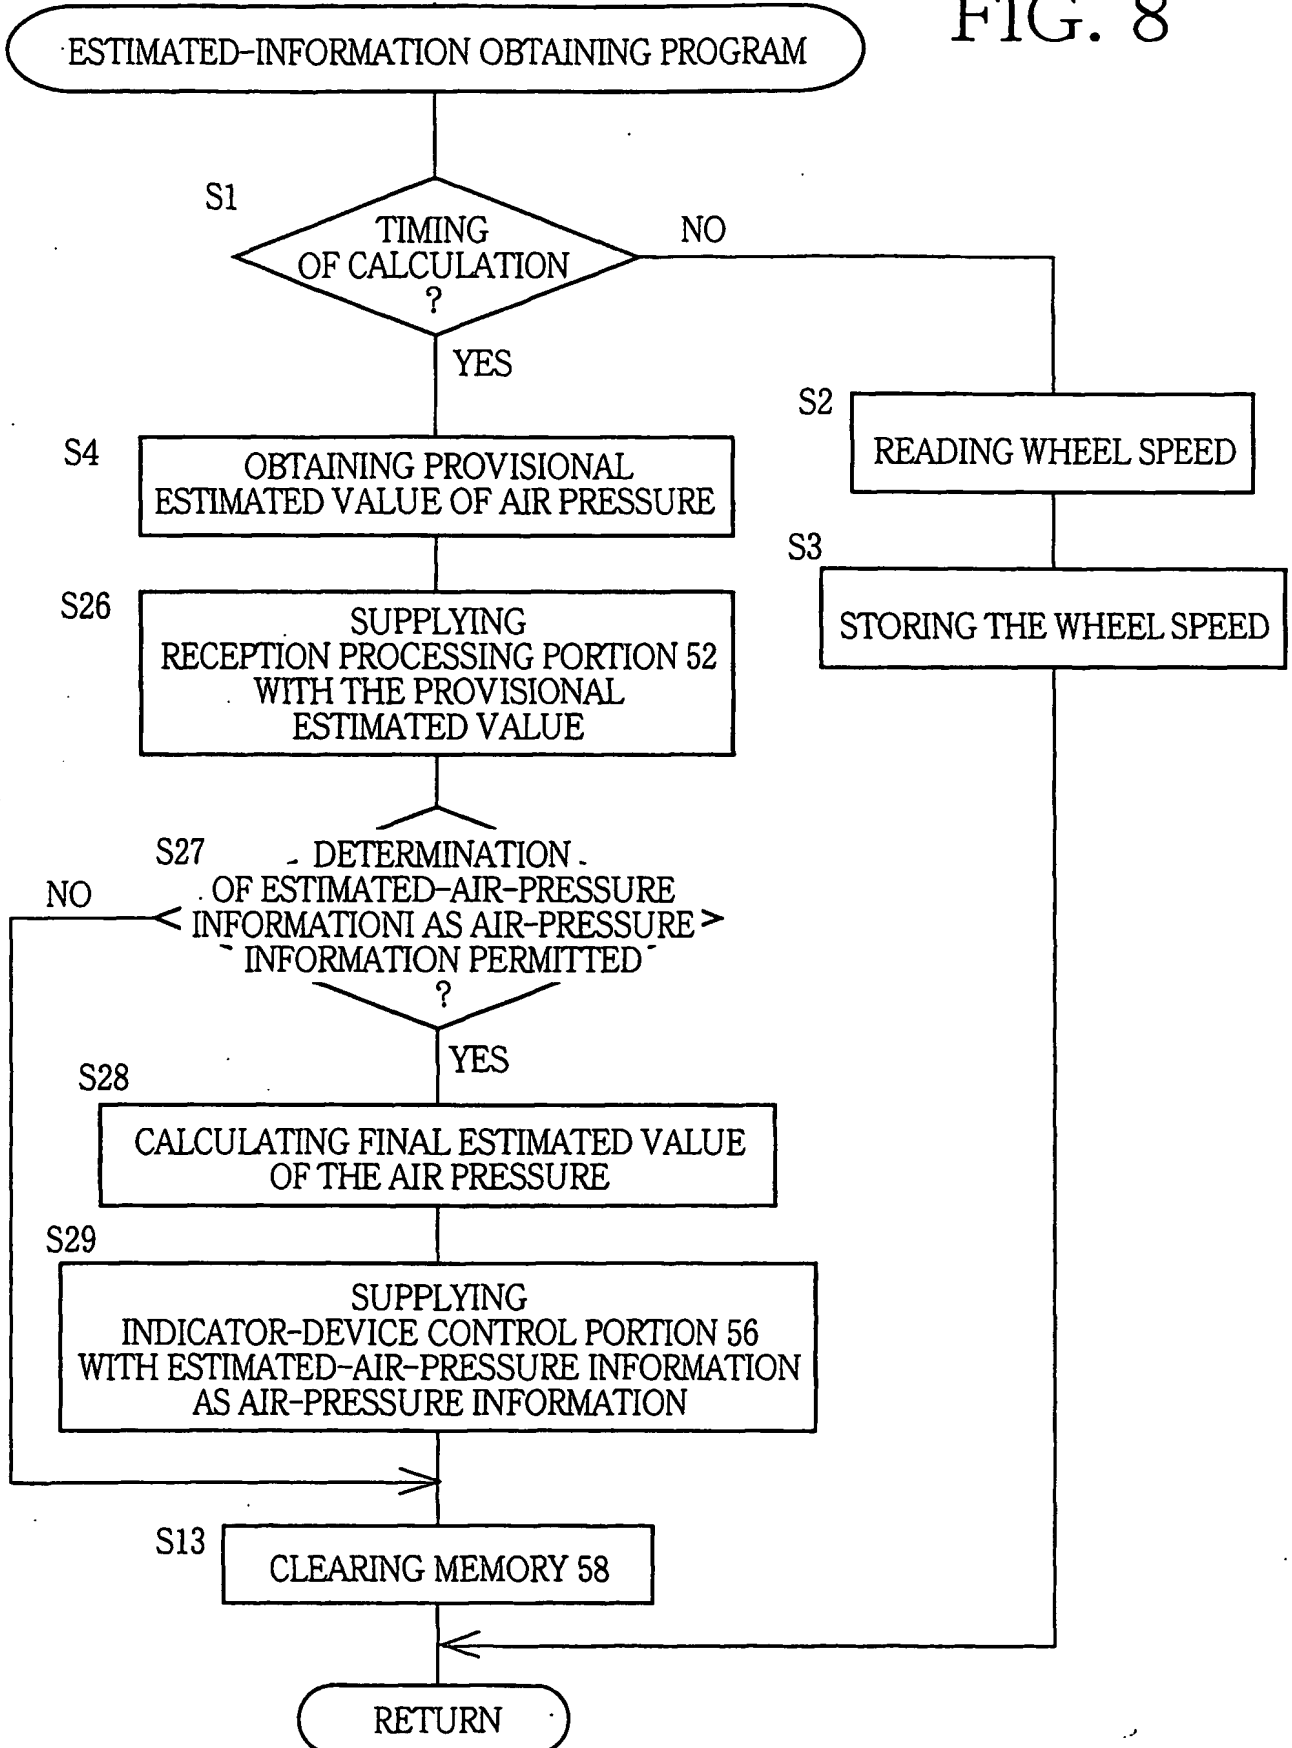 FIG. 8
ESTIMATED-INFORMATION OBTAINING PROGRAM
S1
TIMING
OF CALCULATION
?
NO
YES
S2
READING WHEEL SPEED
S4
OBTAINING PROVISIONAL
ESTIMATED VALUE OF AIR PRESSURE
S3
STORING THE WHEEL SPEED
S26
SUPPLYING
RECEPTION PROCESSING PORTION 52
WITH THE PROVISIONAL
ESTIMATED VALUE
S27
NO
DETERMINATION
OF ESTIMATED-AIR-PRESSURE
INFORMATIONI AS AIR-PRESSURE
INFORMATION PERMITTED
?
YES
S28
CALCULATING FINAL ESTIMATED VALUE
OF THE AIR PRESSURE
S29
SUPPLYING
INDICATOR-DEVICE CONTROL PORTION 56
WITH ESTIMATED-AIR-PRESSURE INFORMATION
AS AIR-PRESSURE INFORMATION
S13
CLEARING MEMORY 58
RETURN